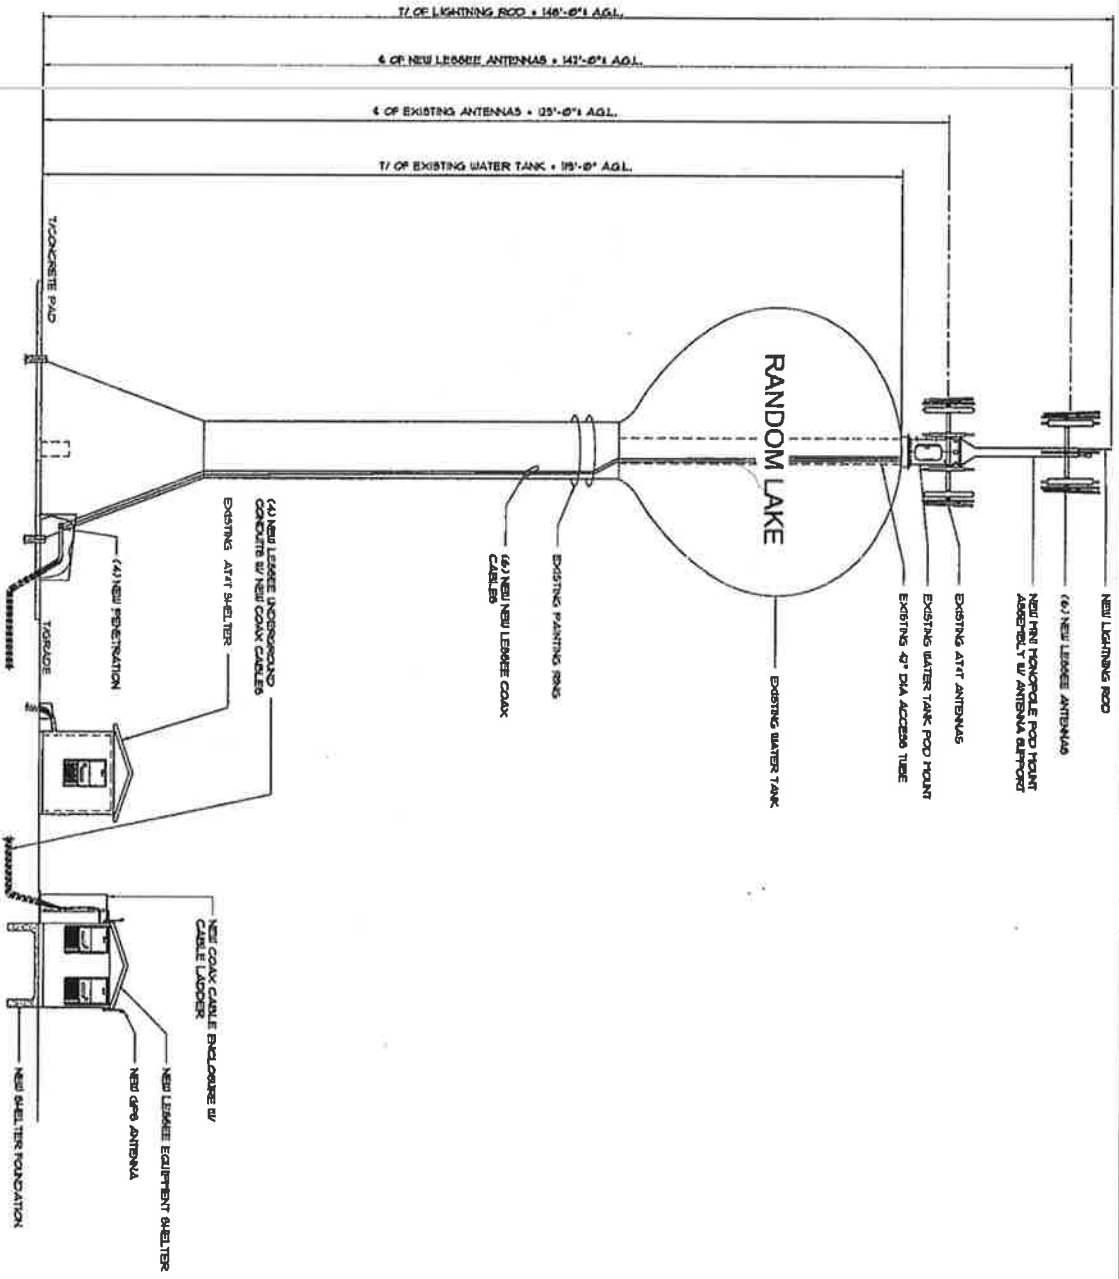 T/ OF LIGHTNING ROD = 148'-0"± A.G.L.
℄ OF NEW LESSEE ANTENNAS = 142'-0"± A.G.L.
℄ OF EXISTING ANTENNAS = 125'-0"± A.G.L.
T/ OF EXISTING WATER TANK = 118'-0" A.G.L.
NEW LIGHTNING ROD
(6) NEW LESSEE ANTENNAS
NEW MINI MONOPOLE POD MOUNT
ASSEMBLY W/ ANTENNA SUPPORT
EXISTING AT&T ANTENNAS
EXISTING WATER TANK POD MOUNT
EXISTING 42" DIA ACCESS TUBE
RANDOM LAKE
EXISTING WATER TANK
EXISTING PAINTING RING
(6) NEW NEW LESSEE COAX
CABLES
(4) NEW LESSEE UNDERGROUND
CONDUITS W/ NEW COAX CABLES
EXISTING AT&T SHELTER
(4) NEW PENETRATION
T/CONCRETE PAD
T/GRADE
NEW COAX CABLE ENCLOSURE W/
CABLE LADDER
NEW LESSEE EQUIPMENT SHELTER
NEW GPS ANTENNA
NEW SHELTER FOUNDATION